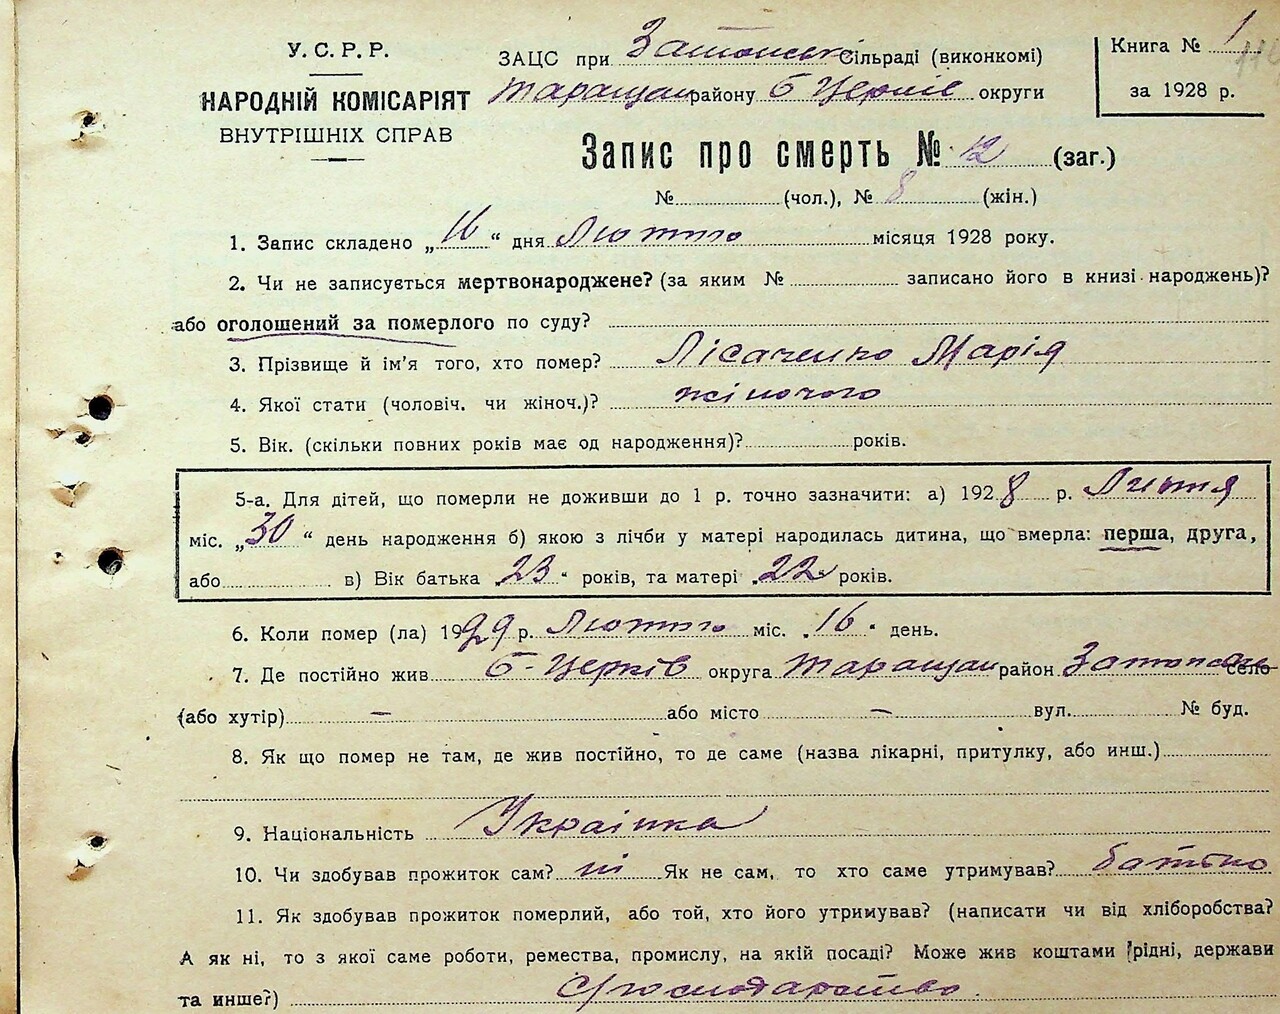 У.С.Р.Р.
НАРОДНІЙ КОМІСАРІЯТ
ВНУТРІШНІХ СПРАВ
ЗАЦС при Затонські Сільраді (виконкомі)
Таращан району Б Церків округи
Книга № 1
за 1928 р.
Запис про смерть № 12 (заг.)
№ (чол.), № 8 (жін.)
1. Запис складено „16“ дня Лютого місяця 1928 року.
2. Чи не записується мертвонароджене? (за яким № записано його в книзі народжень)?
або оголошений за померлого по суду?
3. Прізвище й ім'я того, хто помер? Лісаченко Марія
4. Якої стати (чоловіч. чи жіноч.)? жіночого
5. Вік. (скільки повних років має од народження)? років.
5-а. Для дітей, що померли не доживши до 1 р. точно зазначити: а) 1928 р. Липня
міс. „30“ день народження б) якою з лічби у матері народилась дитина, що вмерла: перша, друга,
або в) Вік батька 23 років, та матері 22 років.
6. Коли помер (ла) 1929 р. Лютого міс. „16“ день.
7. Де постійно жив Б-Церків округа Таращан район село
(або хутір) — або місто — вул. № буд.
8. Як що помер не там, де жив постійно, то де саме (назва лікарні, притулку, або инш.)
9. Національність Українка
10. Чи здобував прожиток сам? ні Як не сам, то хто саме утримував? батько
11. Як здобував прожиток померлий, або той, хто його утримував? (написати чи від хліборобства?
А як ні, то з якої саме роботи, ремества, промислу, на якій посаді? Може жив коштами рідні, держави
та инше?) С/господарство.